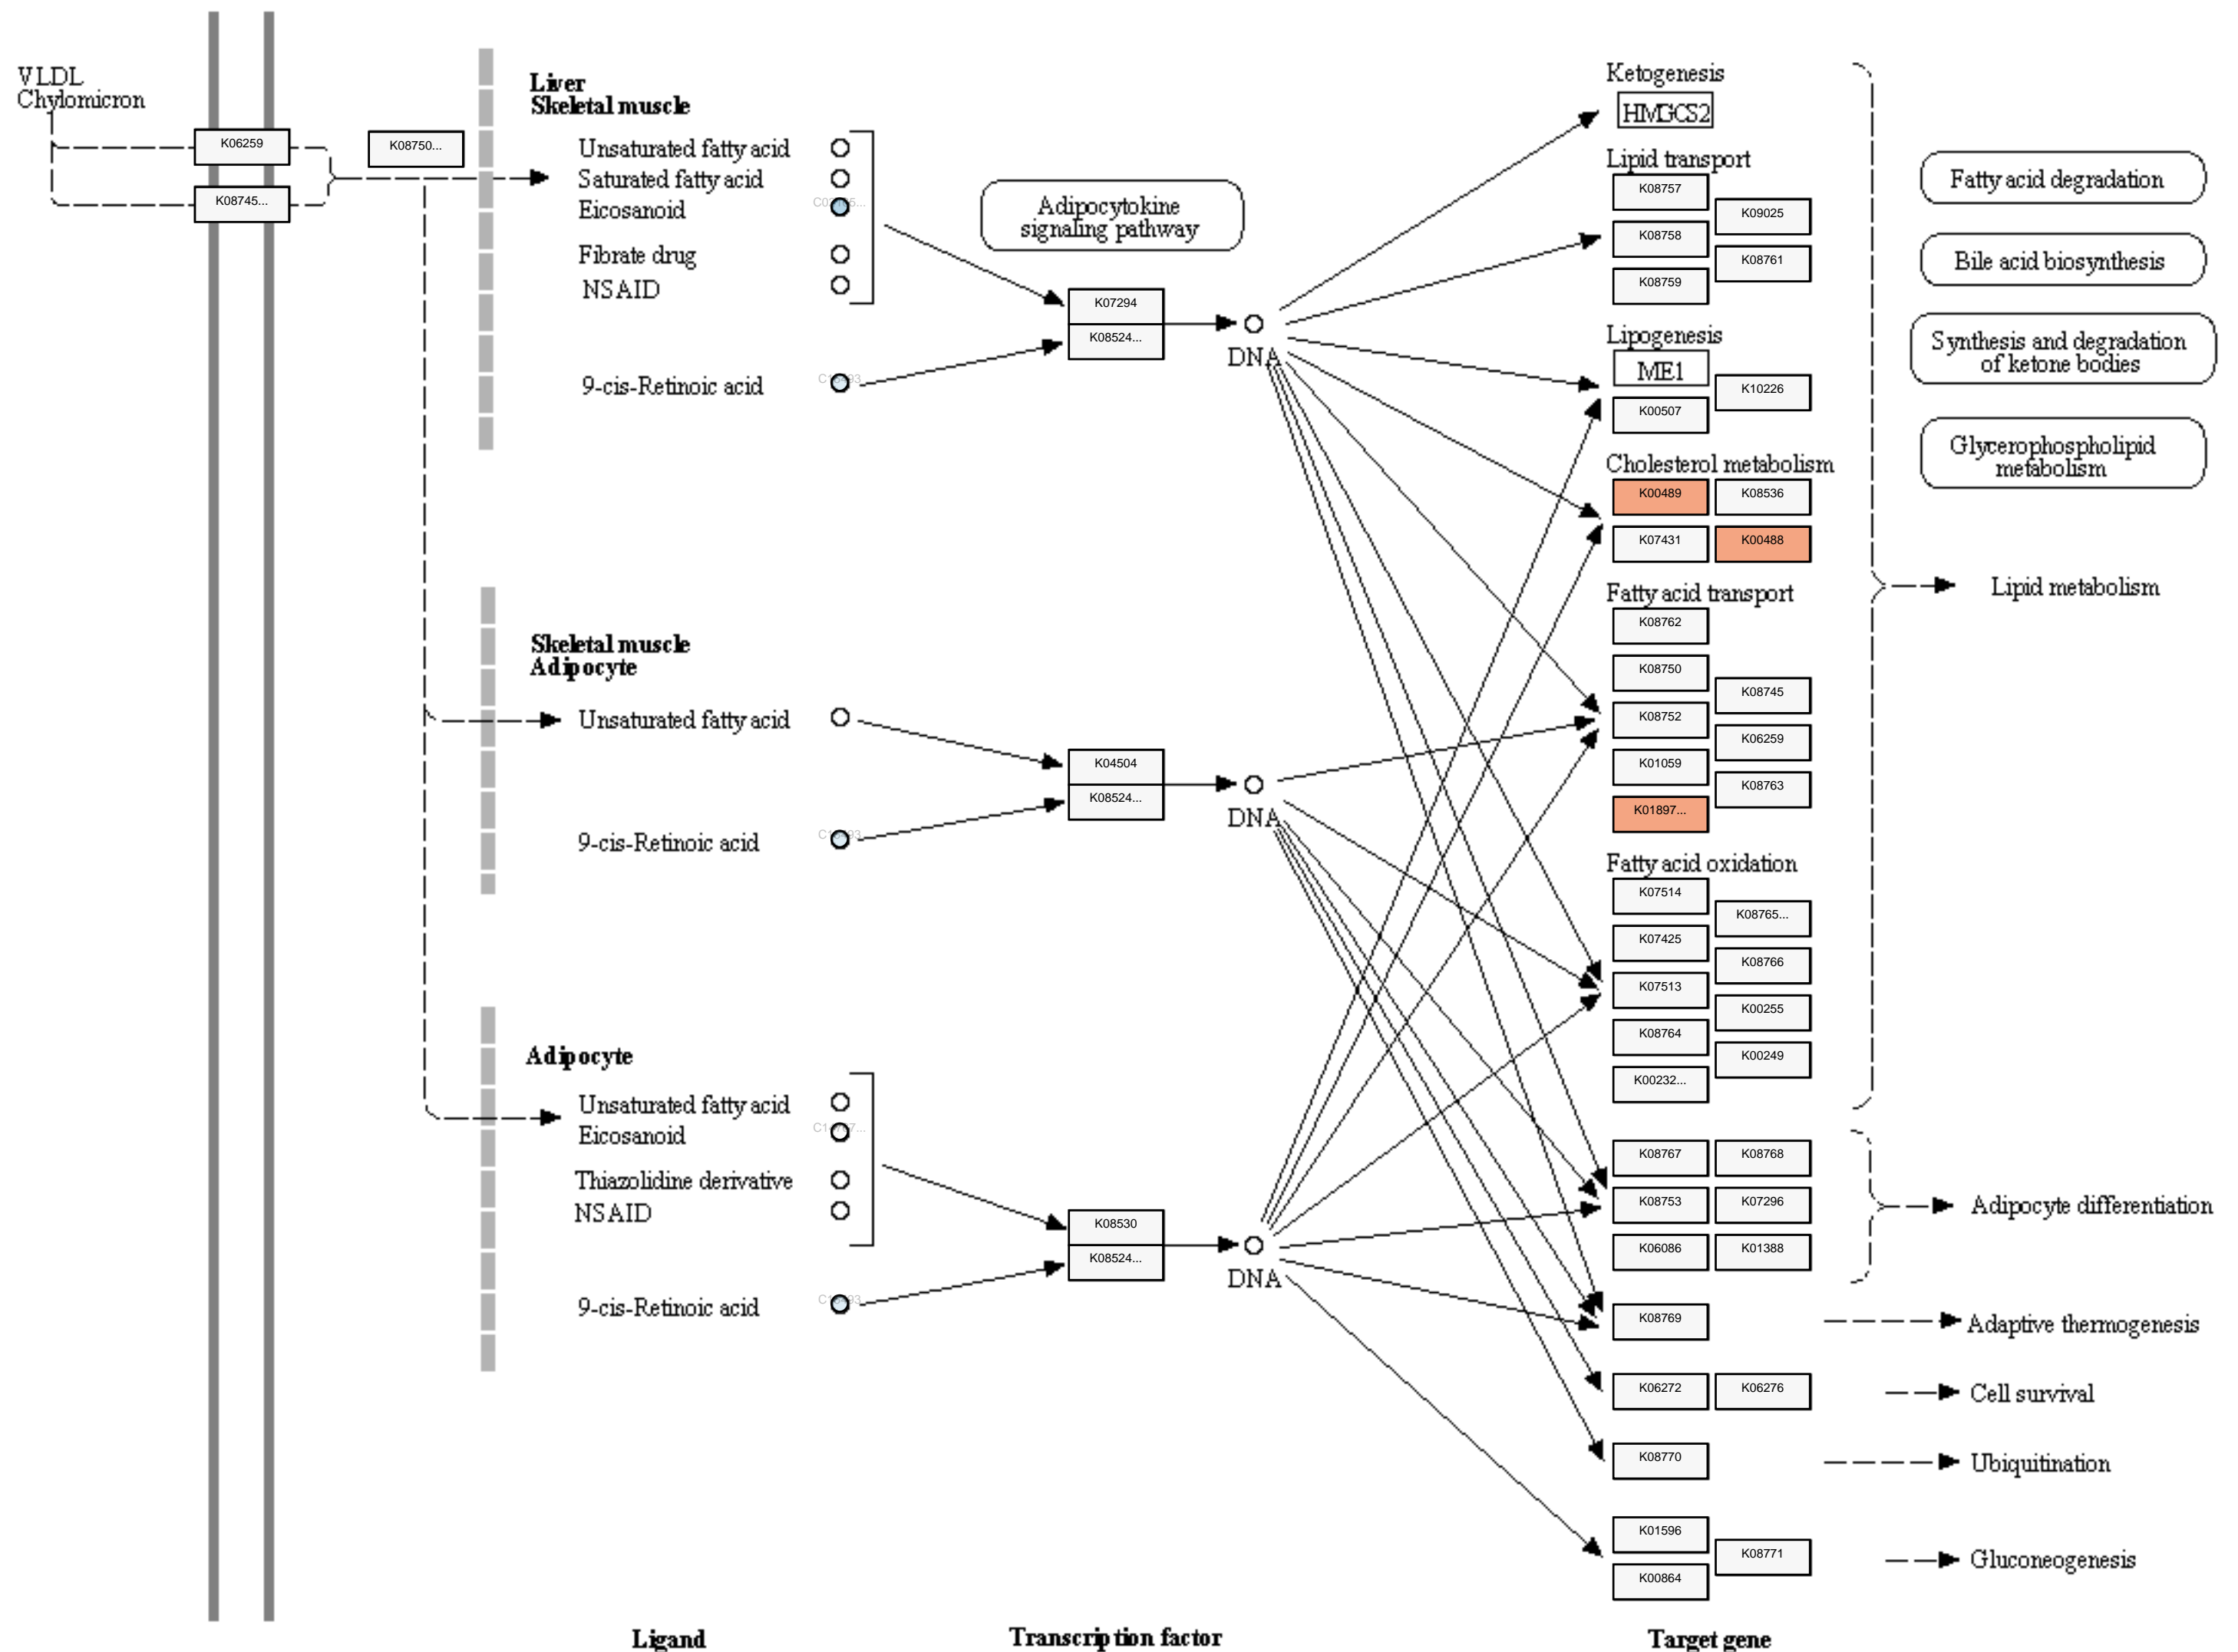 VLDL
Chylomicron
K06259
K08745...
K08750...
Liver
Skeletal muscle
Unsaturated fatty acid
Saturated fatty acid
Eicosanoid
Fibrate drug
NSAID
9-cis-Retinoic acid
Adipocytokine
signaling pathway
K07294
K08524...
DNA
Skeletal muscle
Adipocyte
Unsaturated fatty acid
9-cis-Retinoic acid
K04504
K08524...
DNA
Adipocyte
Unsaturated fatty acid
Eicosanoid
Thiazolidine derivative
NSAID
9-cis-Retinoic acid
K08530
K08524...
DNA
Ketogenesis
HMGCS2
Lipid transport
K08757
K09025
K08758
K08761
K08759
Lipogenesis
ME1
K10226
K00507
Cholesterol metabolism
K00489
K08536
K07431
K00488
Fatty acid transport
K08762
K08750
K08745
K08752
K06259
K01059
K08763
K01897...
Fatty acid oxidation
K07514
K08765...
K07425
K08766
K07513
K00255
K08764
K00249
K00232...
K08767
K08768
K08753
K07296
K06086
K01388
K08769
K06272
K06276
K08770
K01596
K08771
K00864
Fatty acid degradation
Bile acid biosynthesis
Synthesis and degradation
of ketone bodies
Glycerophospholipid
metabolism
Lipid metabolism
Adipocyte differentiation
Adaptive thermogenesis
Cell survival
Ubiquitination
Gluconeogenesis
Ligand
Transcription factor
Target gene